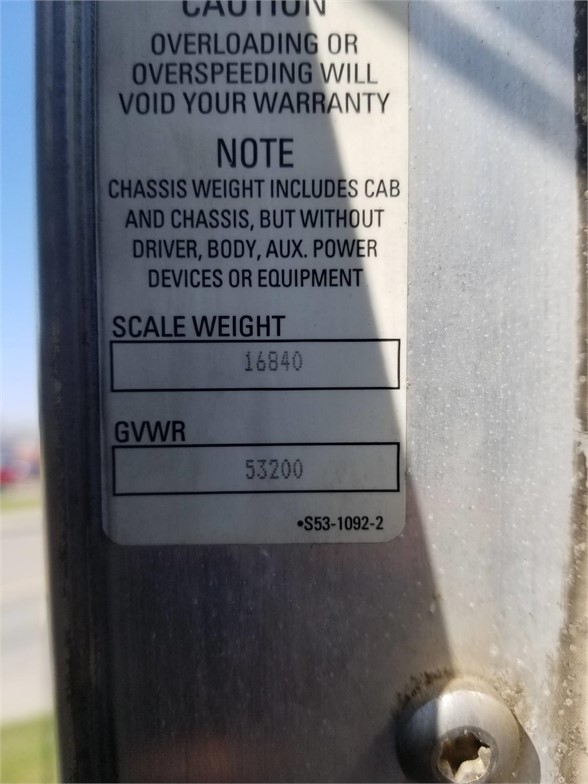 CAUTION
OVERLOADING OR
OVERSPEEDING WILL
VOID YOUR WARRANTY
NOTE
CHASSIS WEIGHT INCLUDES CAB
AND CHASSIS, BUT WITHOUT
DRIVER, BODY, AUX. POWER
DEVICES OR EQUIPMENT
SCALE WEIGHT
16840
GVWR
53200
•S53-1092-2